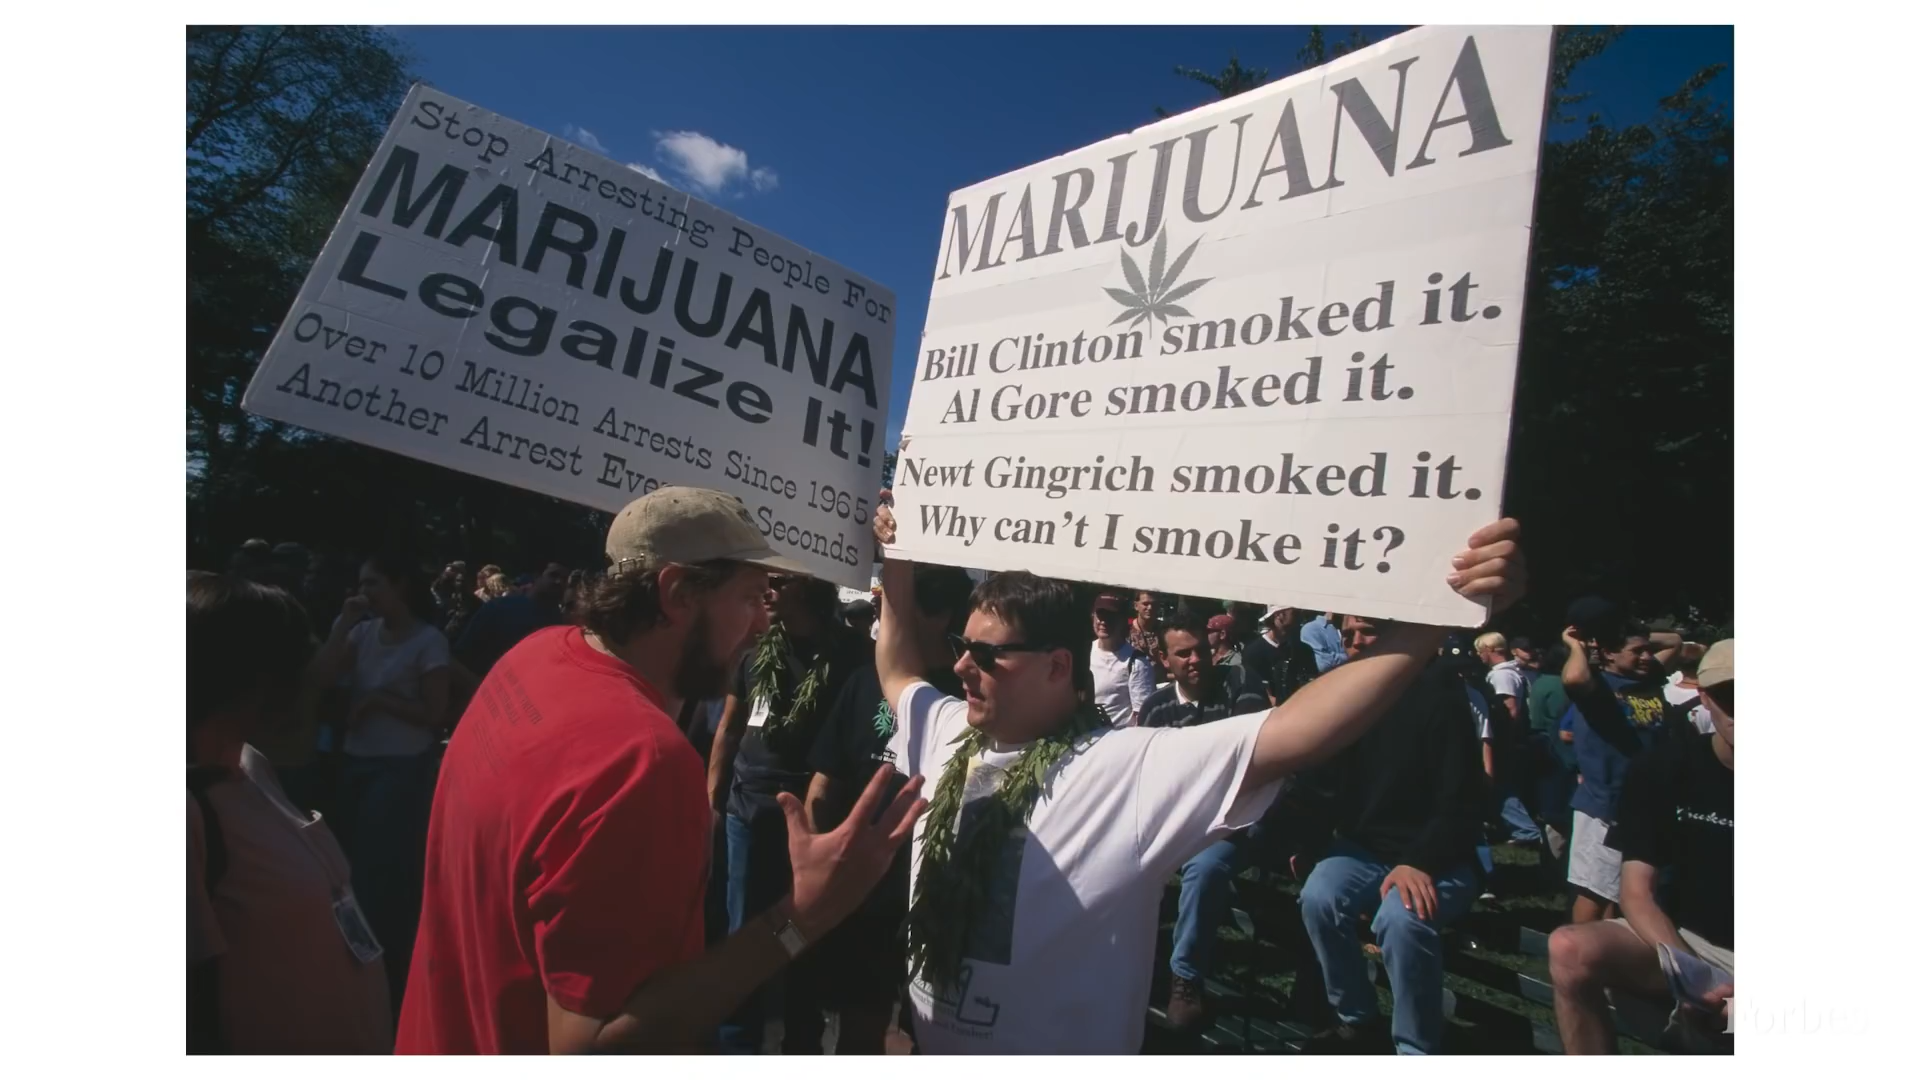 Stop Arresting People For
MARIJUANA
Legalize It!
Over 10 Million Arrests Since 1965
Another Arrest Seconds
MARIJUANA
Bill Clinton smoked it.
Al Gore smoked it.
Newt Gingrich smoked it.
Why can't I smoke it?
Forbes